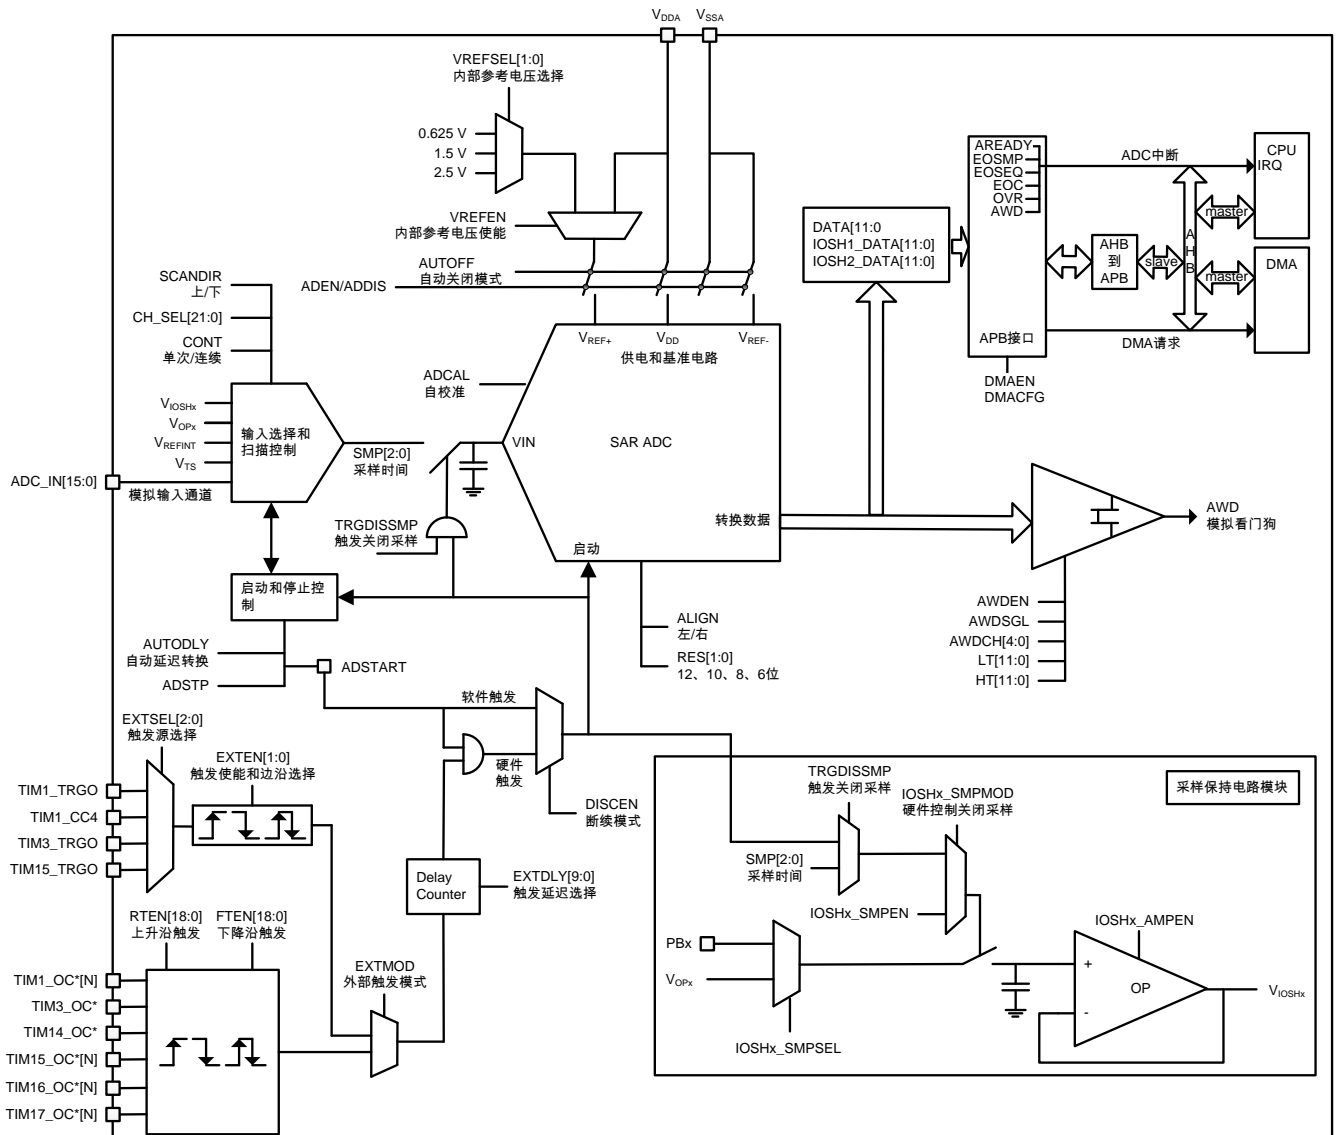 VDDA
VSSA
VREFSEL[1:0]
内部参考电压选择
0.625 V
1.5 V
2.5 V
VREFEN
内部参考电压使能
AUTOFF
自动关闭模式
ADEN/ADDIS
SCANDIR
上/下
CH_SEL[21:0]
CONT
单次/连续
VIOSHx
VOPx
VREFINT
VTS
ADC_IN[15:0]
模拟输入通道
输入选择和
扫描控制
SMP[2:0]
采样时间
ADCAL
自校准
VREF+
VDD
VREF-
供电和基准电路
VIN
SAR ADC
转换数据
启动
TRGDISSMP
触发关闭采样
启动和停止控
制
AUTODLY
自动延迟转换
ADSTP
ADSTART
ALIGN
左/右
RES[1:0]
12、10、8、6位
DATA[11:0
IOSH1_DATA[11:0]
IOSH2_DATA[11:0]
AREADY
EOSMP
EOSEQ
EOC
OVR
AWD
APB接口
DMAEN
DMACFG
ADC中断
CPU
IRQ
master
AHB
AHB
到
APB
slave
master
DMA
DMA请求
AWD
模拟看门狗
AWDEN
AWDSGL
AWDCH[4:0]
LT[11:0]
HT[11:0]
软件触发
硬件
触发
DISCEN
断续模式
EXTSEL[2:0]
触发源选择
EXTEN[1:0]
触发使能和边沿选择
TIM1_TRGO
TIM1_CC4
TIM3_TRGO
TIM15_TRGO
Delay
Counter
EXTDLY[9:0]
触发延迟选择
RTEN[18:0]
上升沿触发
FTEN[18:0]
下降沿触发
EXTMOD
外部触发模式
TIM1_OC*[N]
TIM3_OC*
TIM14_OC*
TIM15_OC*[N]
TIM16_OC*[N]
TIM17_OC*[N]
采样保持电路模块
TRGDISSMP
触发关闭采样
IOSHx_SMPMOD
硬件控制关闭采样
SMP[2:0]
采样时间
IOSHx_SMPEN
PBx
VOPx
IOSHx_SMPSEL
IOSHx_AMPEN
+
OP
-
VIOSHx